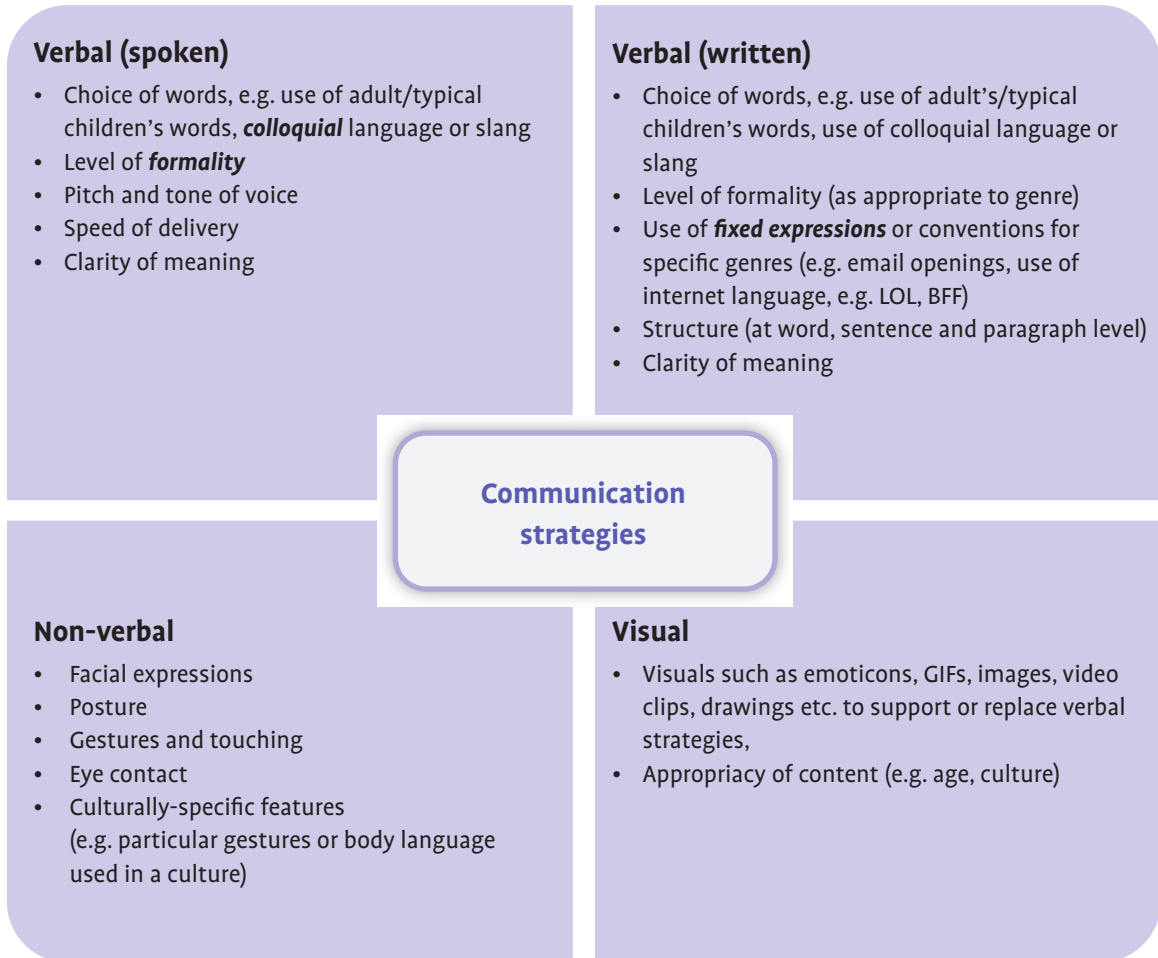 Verbal (spoken)
• Choice of words, e.g. use of adult/typical
children’s words, colloquial language or slang
• Level of formality
• Pitch and tone of voice
• Speed of delivery
• Clarity of meaning
Verbal (written)
• Choice of words, e.g. use of adult’s/typical
children’s words, use of colloquial language or
slang
• Level of formality (as appropriate to genre)
• Use of fixed expressions or conventions for
specific genres (e.g. email openings, use of
internet language, e.g. LOL, BFF)
• Structure (at word, sentence and paragraph level)
• Clarity of meaning
Communication
strategies
Non-verbal
• Facial expressions
• Posture
• Gestures and touching
• Eye contact
• Culturally-specific features
(e.g. particular gestures or body language
used in a culture)
Visual
• Visuals such as emoticons, GIFs, images, video
clips, drawings etc. to support or replace verbal
strategies,
• Appropriacy of content (e.g. age, culture)